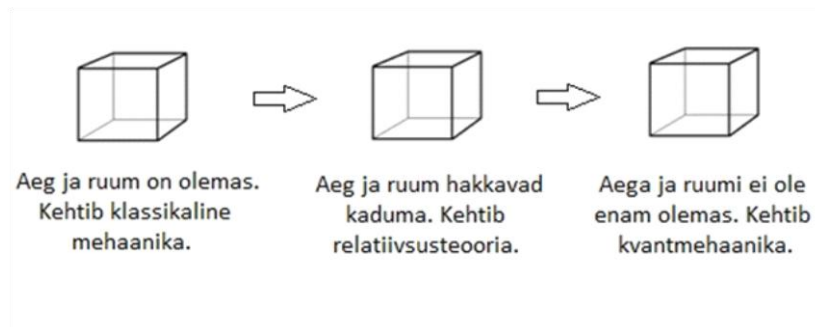 Aeg ja ruum on olemas.
Kehtib klassikaline
mehaanika.
Aeg ja ruum hakkavad
kaduma. Kehtib
relatiivsusteooria.
Aega ja ruumi ei ole
enam olemas. Kehtib
kvantmehaanika.